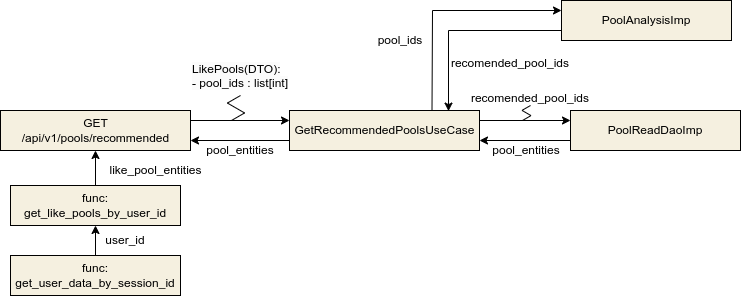 PoolAnalysisImp
pool_ids
LikePools(DTO):
- pool_ids : list[int]
recomended_pool_ids
recomended_pool_ids
GET
/api/v1/pools/recommended
GetRecommendedPoolsUseCase
PoolReadDaoImp
pool_entities
pool_entities
like_pool_entities
func:
get_like_pools_by_user_id
user_id
func:
get_user_data_by_session_id